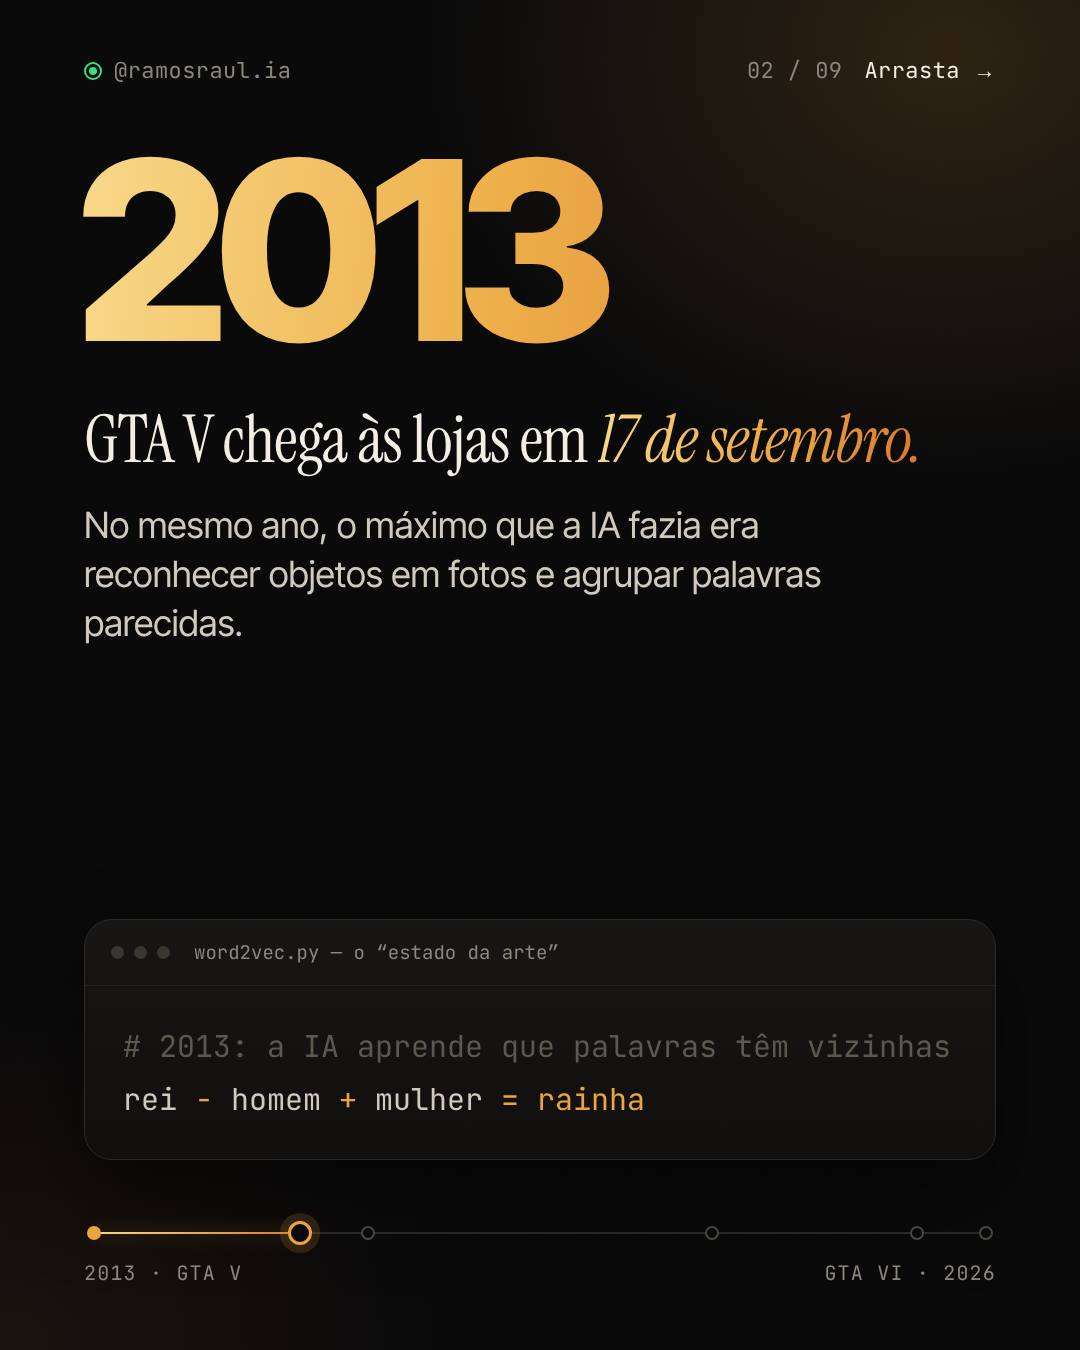 @ramosraul.ia
02 / 09 Arrasta →
2013
GTA V chega às lojas em 17 de setembro.
No mesmo ano, o máximo que a IA fazia era
reconhecer objetos em fotos e agrupar palavras
parecidas.
word2vec.py — o “estado da arte”
# 2013: a IA aprende que palavras têm vizinhas
rei - homem + mulher = rainha
2013 · GTA V
GTA VI · 2026